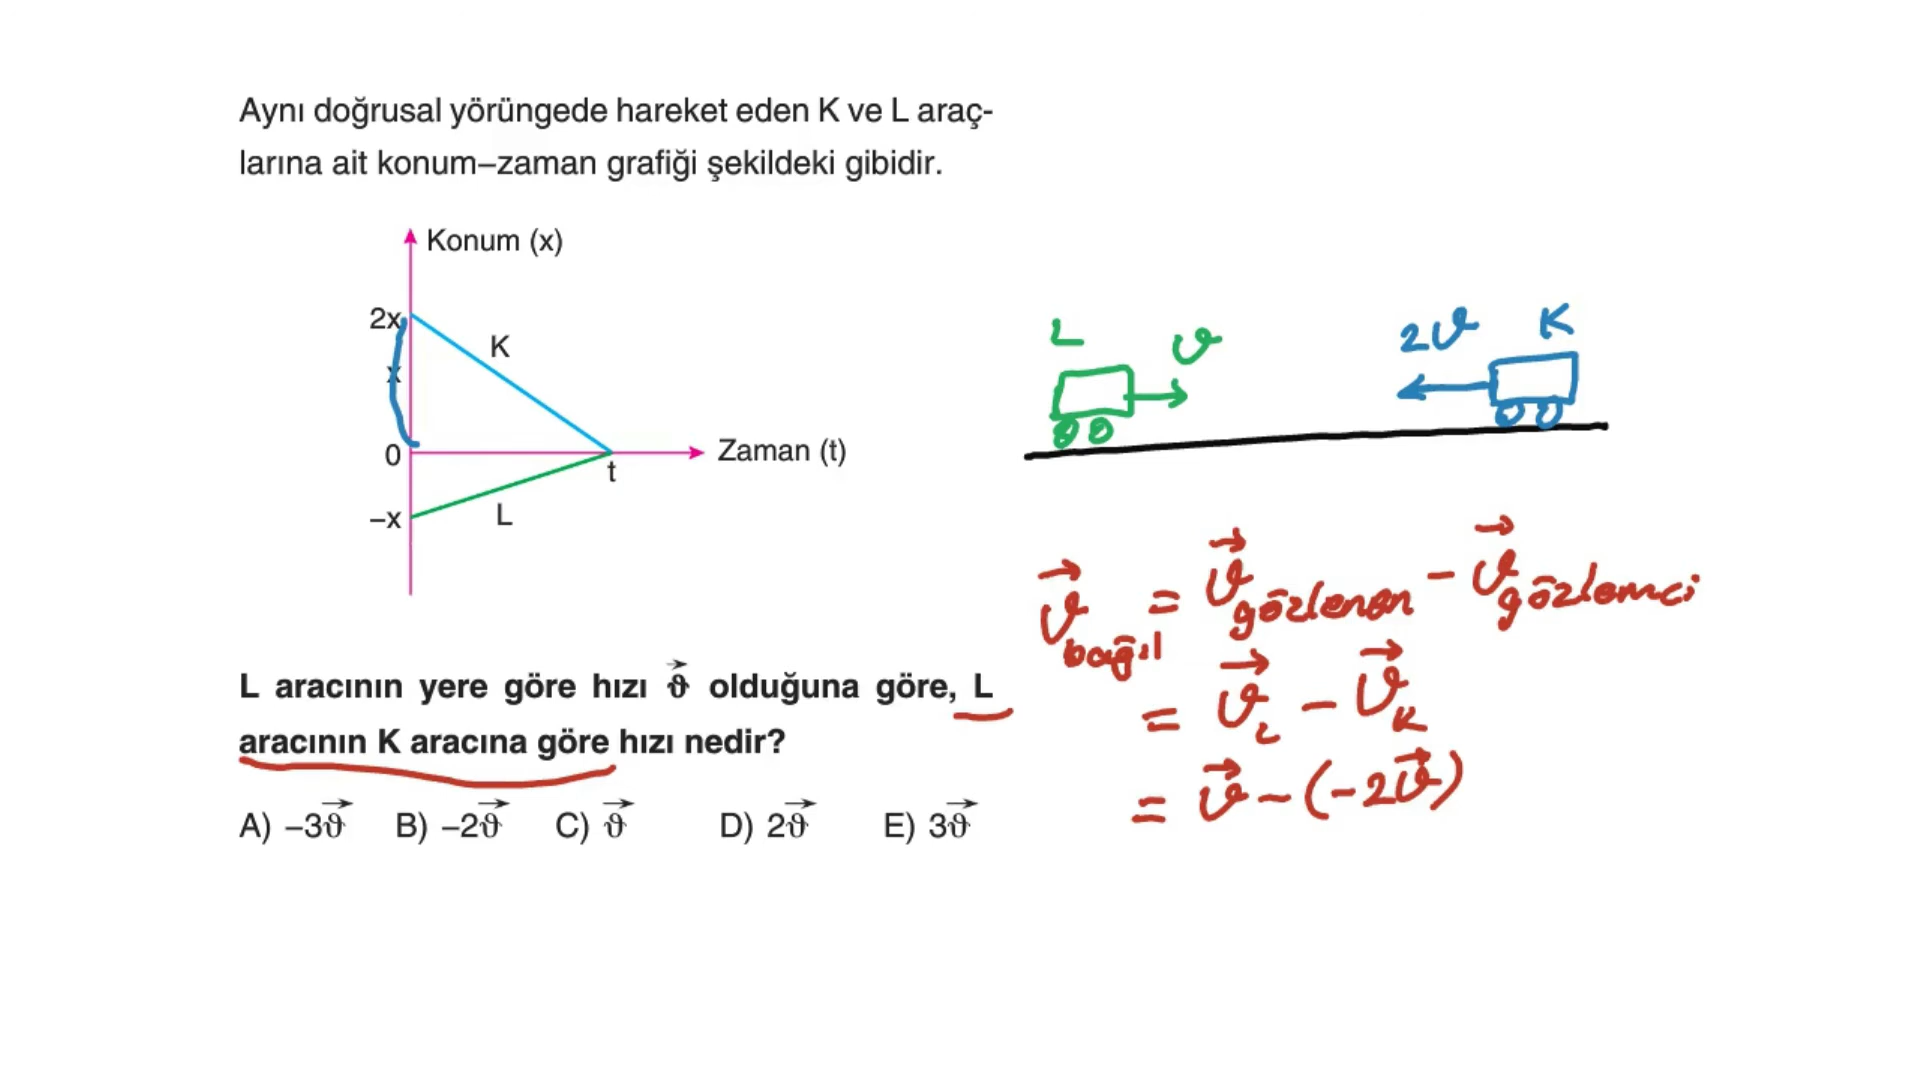 Aynı doğrusal yörüngede hareket eden K ve L araç-
larına ait konum–zaman grafiği şekildeki gibidir.
Konum (x)
2x
K
x
0
Zaman (t)
t
–x
L
L aracının yere göre hızı ϑ⃗ olduğuna göre, L
aracının K aracına göre hızı nedir?
A) –3ϑ⃗ B) –2ϑ⃗ C) ϑ⃗ D) 2ϑ⃗ E) 3ϑ⃗
L ϑ 2ϑ K
ϑ⃗bağıl = ϑ⃗gözlenen - ϑ⃗gözlemci
= ϑ⃗L - ϑ⃗K
= ϑ⃗ - (-2ϑ⃗)